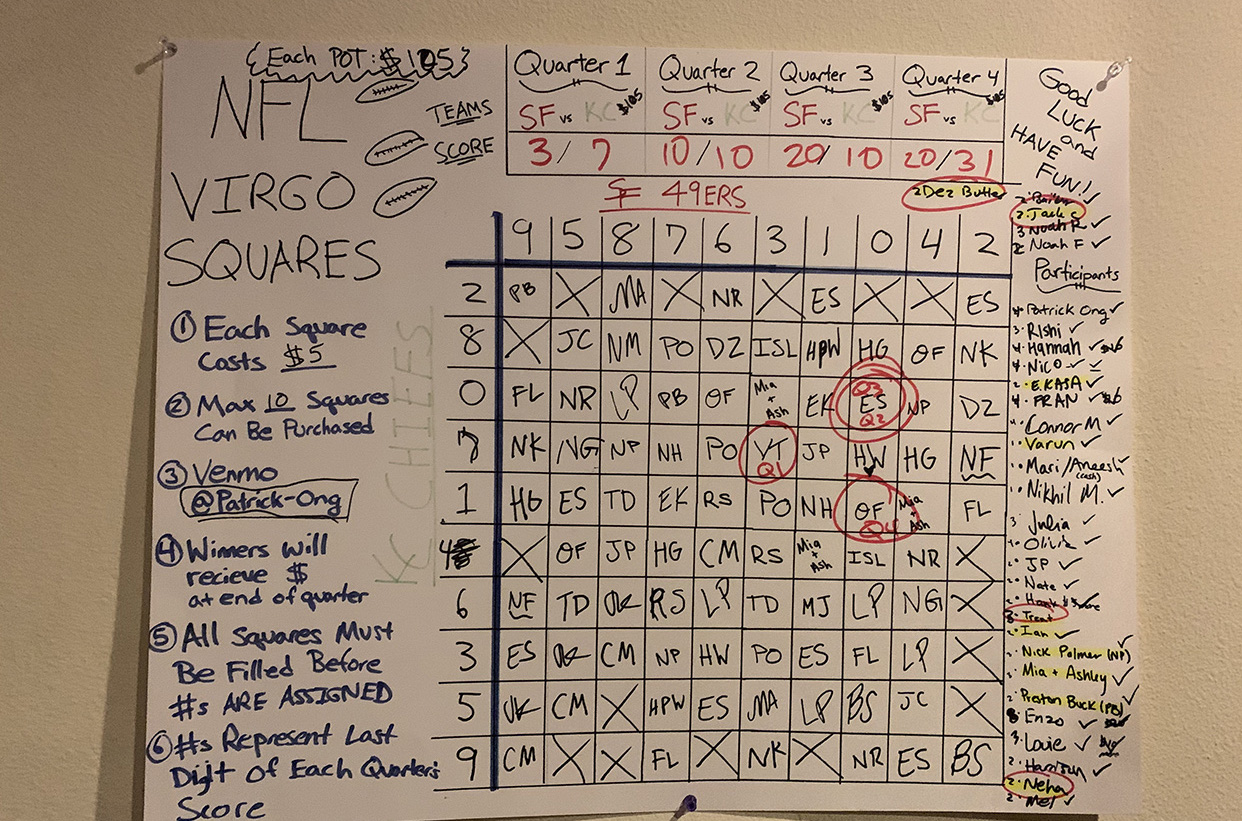 {Each POT: $105}
NFL
VIRGO
SQUARES
TEAMS
SCORE
Quarter 1 Quarter 2 Quarter 3 Quarter 4
SF vs KC $105 SF vs KC $105 SF vs KC $105 SF vs KC $105
3/7 10/10 20/10 20/31
SF 49ERS
2 Dez Butler
GOOD
LUCK
and
HAVE
FUN!!
2· Jack C
3 Noah R ✓
2 Noah F ✓
Participants
4· Patrick Ong ✓
3· Rishi ✓
4· Hannah ✓
4· Nico ✓
2· E.KASA ✓
4· FRAN ✓
Connor M ✓
Varun ✓
Mari/Aneesh ✓
(cash)
Nikhil M. ✓
3· Julia ✓
Olivia ✓
JP ✓
Nate ✓
2· Hank
Trent
2· Ian ✓
Nick Palmer (NP) ✓
Mia + Ashley ✓
2· Preston Buck (PB) ✓
Enzo ✓
3· Louie ✓
2· Harrison ✓
2· Neha
2· Mel ✓
① Each Square
Costs $5
② Max 10 Squares
Can Be Purchased
③ Venmo
@Patrick-Ong
④ Winners will
recieve $
at end of quarter
⑤ All Squares Must
Be Filled Before
#s ARE ASSIGNED
⑥ #s Represent Last
Digit of Each Quarter's
Score
KC CHIEFS
9 5 8 7 6 3 1 0 4 2
2 PB X MA X NR X ES X X ES
8 X JC NM PO DZ ISL HPW HG OF NK
0 FL NR LP PB OF Mia + Ash EK Q3 ES Q2 NP DZ
7 NK NG NP NH PO VT Q1 JP HW HG NF
1 HG ES TD EK RS PO NH OF Q4 Mia + Ash FL
4 X OF JP HG CM RS Mia + Ash ISL NR X
6 NF TD RS LP TD MJ LP NG X
3 ES CM NP HW PO ES FL LP X
5 CM X HPW ES MA LP BS JC X
9 CM X X FL X NK X NR ES BS